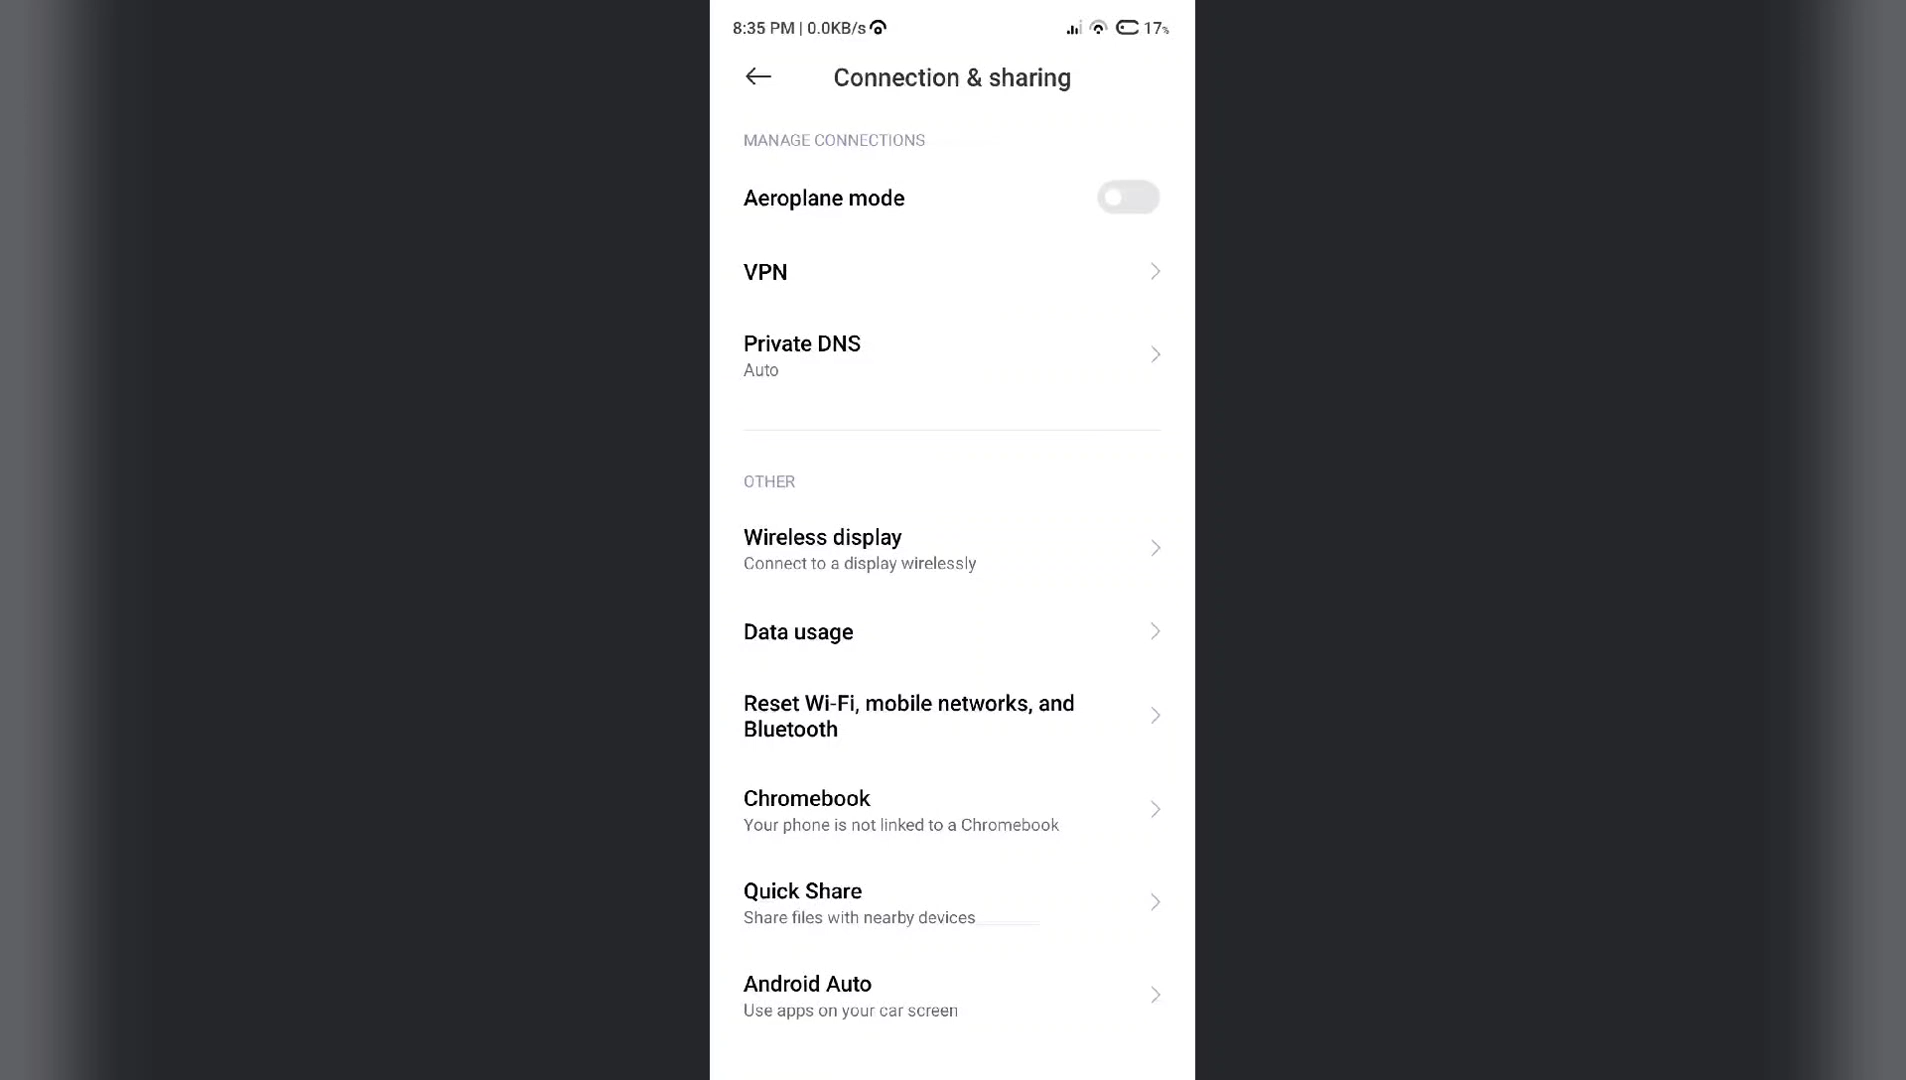 8:35 PM | 0.0KB/s
17%
Connection & sharing
MANAGE CONNECTIONS
Aeroplane mode
VPN
Private DNS
Auto
OTHER
Wireless display
Connect to a display wirelessly
Data usage
Reset Wi-Fi, mobile networks, and
Bluetooth
Chromebook
Your phone is not linked to a Chromebook
Quick Share
Share files with nearby devices
Android Auto
Use apps on your car screen